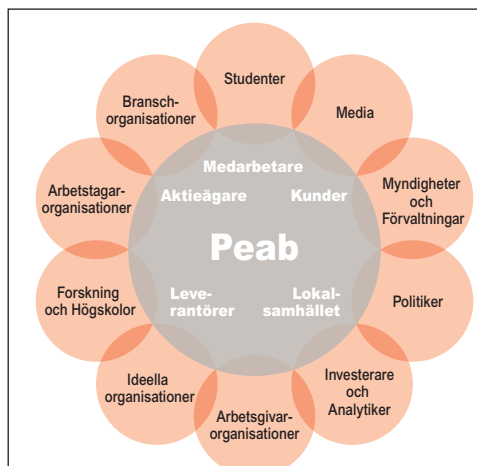 Studenter
Bransch-
organisationer
Media
Medarbetare
Arbetstagar-
organisationer
Aktieägare
Kunder
Myndigheter
och
Förvaltningar
Peab
Forskning
och Högskolor
Leve-
rantörer
Lokal-
samhället
Politiker
Ideella
organisationer
Investerare
och
Analytiker
Arbetsgivar-
organisationer